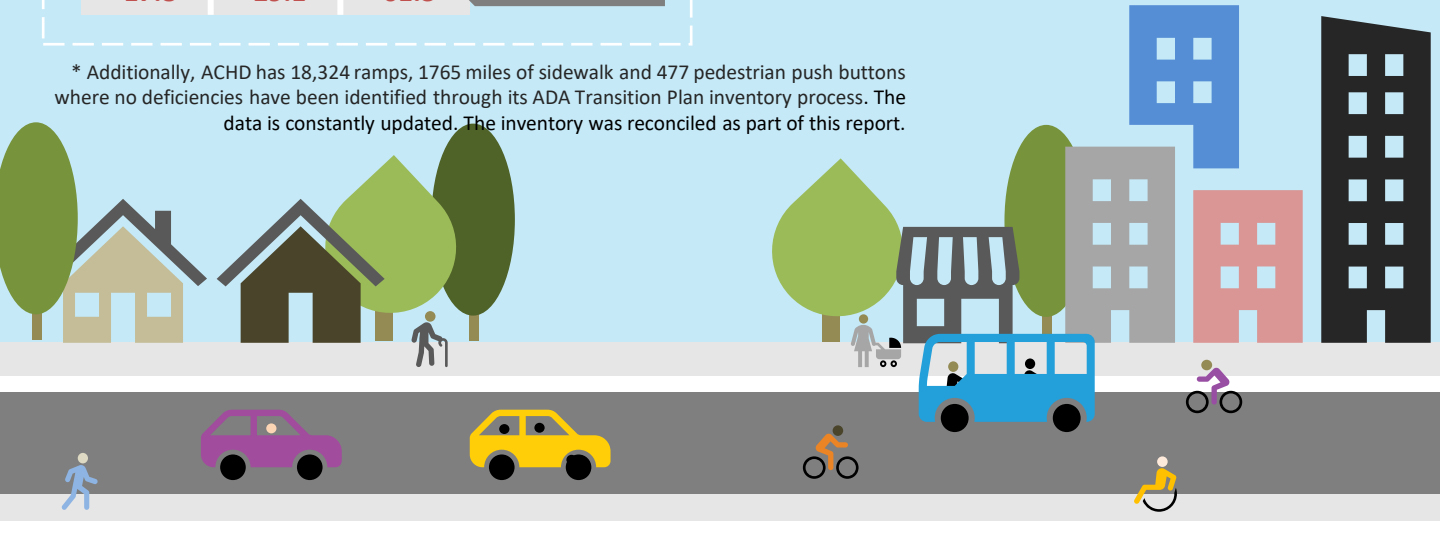 * Additionally, ACHD has 18,324 ramps, 1765 miles of sidewalk and 477 pedestrian push buttons
where no deficiencies have been identified through its ADA Transition Plan inventory process. The
data is constantly updated. The inventory was reconciled as part of this report.